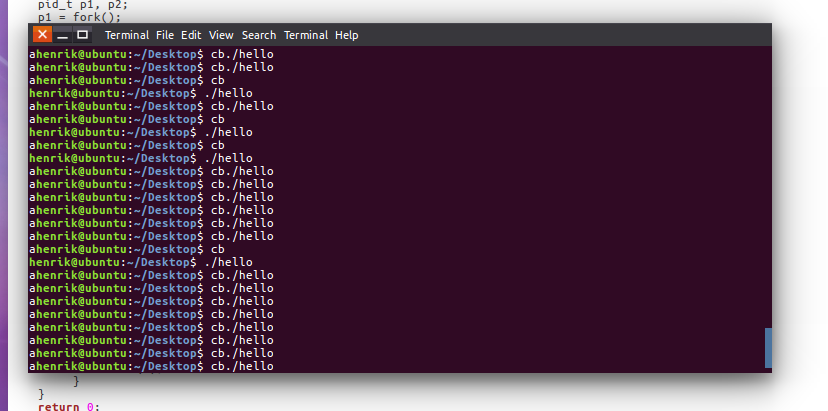 pid_t p1, p2;
p1 = fork();
Terminal File Edit View Search Terminal Help
ahenrik@ubuntu:~/Desktop$ cb./hello
ahenrik@ubuntu:~/Desktop$ cb./hello
ahenrik@ubuntu:~/Desktop$ cb
henrik@ubuntu:~/Desktop$ ./hello
ahenrik@ubuntu:~/Desktop$ cb./hello
ahenrik@ubuntu:~/Desktop$ cb
henrik@ubuntu:~/Desktop$ ./hello
ahenrik@ubuntu:~/Desktop$ cb
henrik@ubuntu:~/Desktop$ ./hello
ahenrik@ubuntu:~/Desktop$ cb./hello
ahenrik@ubuntu:~/Desktop$ cb./hello
ahenrik@ubuntu:~/Desktop$ cb./hello
ahenrik@ubuntu:~/Desktop$ cb./hello
ahenrik@ubuntu:~/Desktop$ cb./hello
ahenrik@ubuntu:~/Desktop$ cb./hello
ahenrik@ubuntu:~/Desktop$ cb
henrik@ubuntu:~/Desktop$ ./hello
ahenrik@ubuntu:~/Desktop$ cb./hello
ahenrik@ubuntu:~/Desktop$ cb./hello
ahenrik@ubuntu:~/Desktop$ cb./hello
ahenrik@ubuntu:~/Desktop$ cb./hello
ahenrik@ubuntu:~/Desktop$ cb./hello
ahenrik@ubuntu:~/Desktop$ cb./hello
ahenrik@ubuntu:~/Desktop$ cb./hello
ahenrik@ubuntu:~/Desktop$ cb./hello
}
}
return 0;